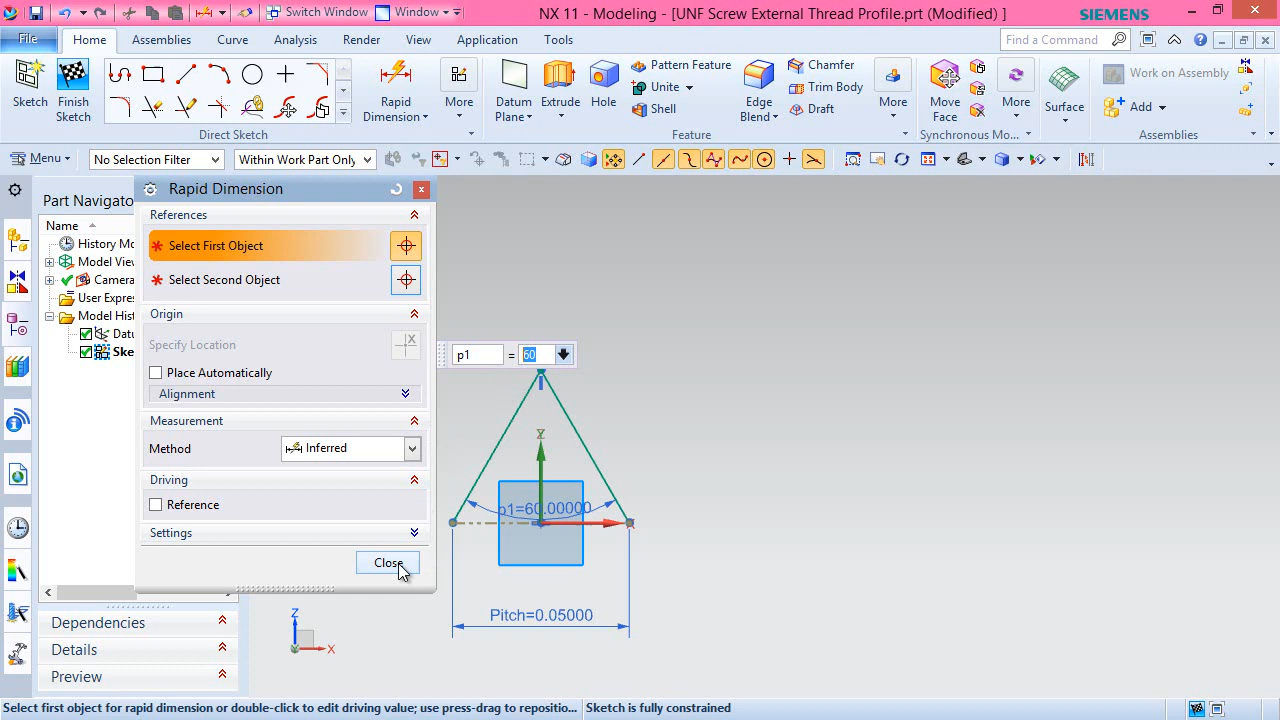 Switch Window
Window
NX 11 - Modeling - [UNF Screw External Thread Profile.prt (Modified) ]
SIEMENS
File
Home
Assemblies
Curve
Analysis
Render
View
Application
Tools
Find a Command
Sketch
Finish
Sketch
Rapid
Dimension
More
Direct Sketch
Datum
Plane
Extrude
Hole
Pattern Feature
Unite
Shell
Edge
Blend
Chamfer
Trim Body
Draft
More
Feature
Move
Face
More
Synchronous Mo...
Surface
Work on Assembly
Add
Assemblies
Menu
No Selection Filter
Within Work Part Only
Part Navigato
Name
History Mo
Model View
Camera
User Expre
Model Hist
Datu
Ske
Dependencies
Details
Preview
Rapid Dimension
References
Select First Object
Select Second Object
Origin
Specify Location
Place Automatically
Alignment
Measurement
Method
Inferred
Driving
Reference
Settings
Close
p1
=
60
Z
p1=60.00000
Pitch=0.05000
Z
Y
X
Select first object for rapid dimension or double-click to edit driving value; use press-drag to repositio...
Sketch is fully constrained